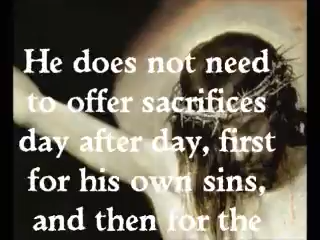 He does not need
to offer sacrifices
day after day, first
for his own sins,
and then for the